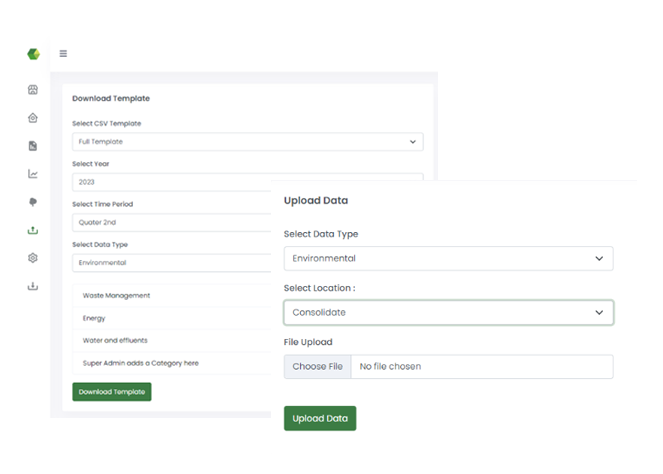 Download Template
Select CSV Template
Full Template
Select Year
2023
Select Time Period
Quater 2nd
Select Data Type
Environmental
Waste Management
Energy
Water and effluents
Super Admin adds a Category here
Download Template
Upload Data
Select Data Type
Environmental
Select Location :
Consolidate
File Upload
Choose File No file chosen
Upload Data